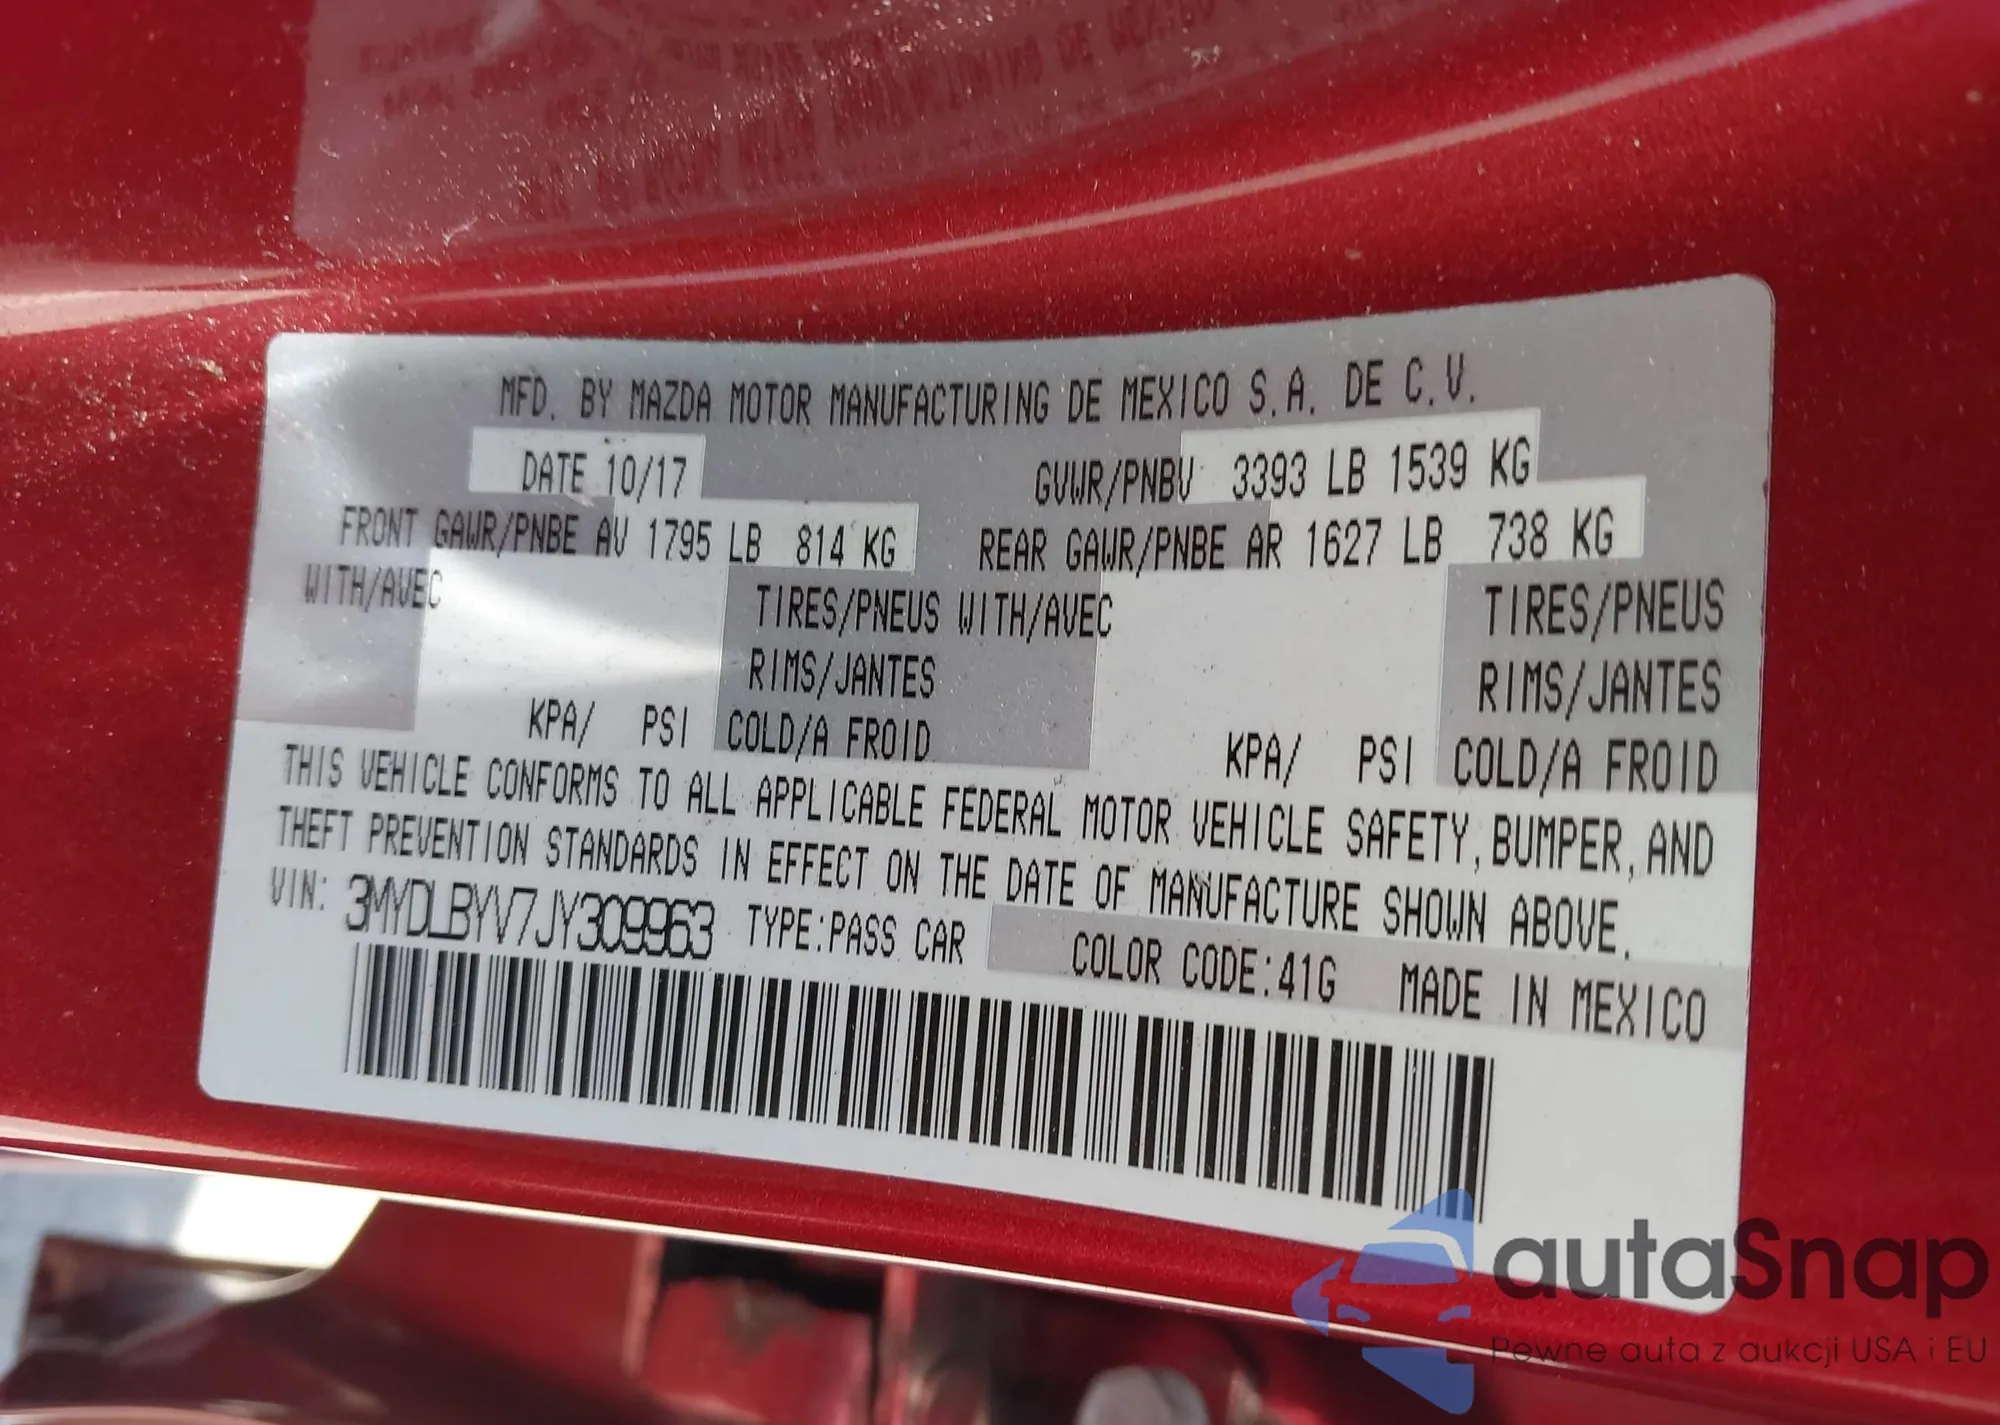 MFD. BY MAZDA MOTOR MANUFACTURING DE MEXICO S.A. DE C.V.
DATE 10/17 GVWR/PNBV 3393 LB 1539 KG
FRONT GAWR/PNBE AV 1795 LB 814 KG REAR GAWR/PNBE AR 1627 LB 738 KG
WITH/AVEC TIRES/PNEUS WITH/AVEC TIRES/PNEUS
RIMS/JANTES RIMS/JANTES
KPA/ PSI COLD/A FROID KPA/ PSI COLD/A FROID
THIS VEHICLE CONFORMS TO ALL APPLICABLE FEDERAL MOTOR VEHICLE SAFETY, BUMPER, AND
THEFT PREVENTION STANDARDS IN EFFECT ON THE DATE OF MANUFACTURE SHOWN ABOVE.
VIN: 3MYDLBYV7JY309963 TYPE:PASS CAR COLOR CODE:41G MADE IN MEXICO
autaSnap
Pewne auta z aukcji USA i EU